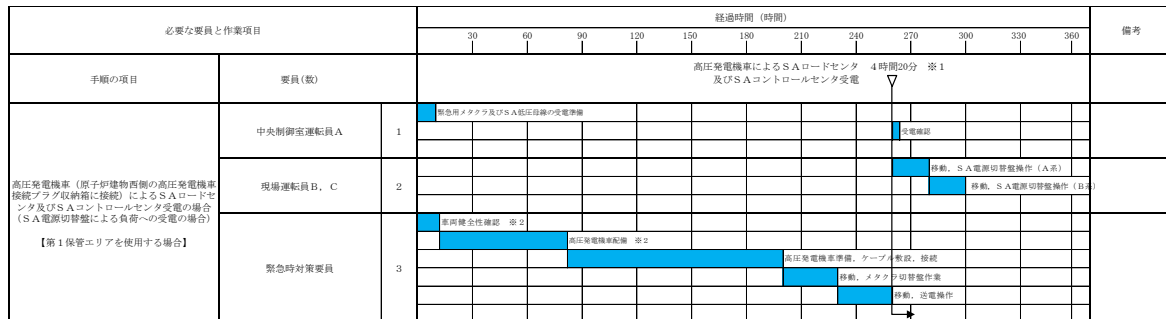 必要な要員と作業項目
経過時間（時間）
備考
30 60 90 120 150 180 210 240 270 300 330 360
手順の項目
要員(数)
高圧発電機車によるＳＡロードセンタ　４時間20分　※１
及びＳＡコントロールセンタ受電
高圧発電機車（原子炉建物西側の高圧発電機車
接続プラグ収納箱に接続）によるＳＡロードセ
ンタ及びＳＡコントロールセンタ受電の場合
（ＳＡ電源切替盤による負荷への受電の場合）
【第１保管エリアを使用する場合】
中央制御室運転員Ａ
1
緊急用メタクラ及びＳＡ低圧母線の受電準備
受電確認
現場運転員Ｂ，Ｃ
2
移動，ＳＡ電源切替盤操作（Ａ系）
移動，ＳＡ電源切替盤操作（Ｂ系）
緊急時対策要員
3
車両健全性確認　※２
高圧発電機車配備　※２
高圧発電機車準備，ケーブル敷設，接続
移動，メタクラ切替盤作業
移動，送電操作